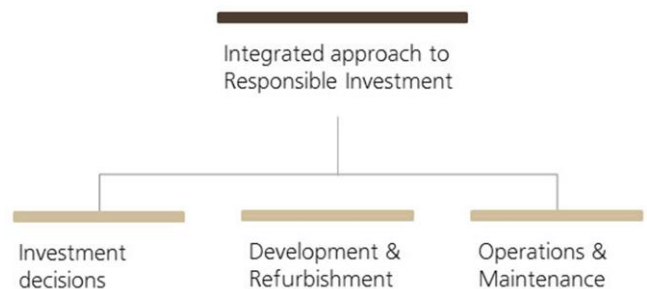 Integrated approach to
Responsible Investment
Investment
decisions
Development &
Refurbishment
Operations &
Maintenance